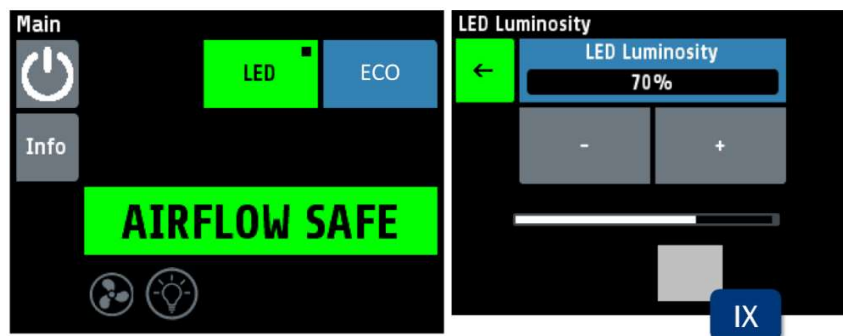 Main
LED
ECO
Info
AIRFLOW SAFE
LED Luminosity
←
LED Luminosity
70%
-
+
IX